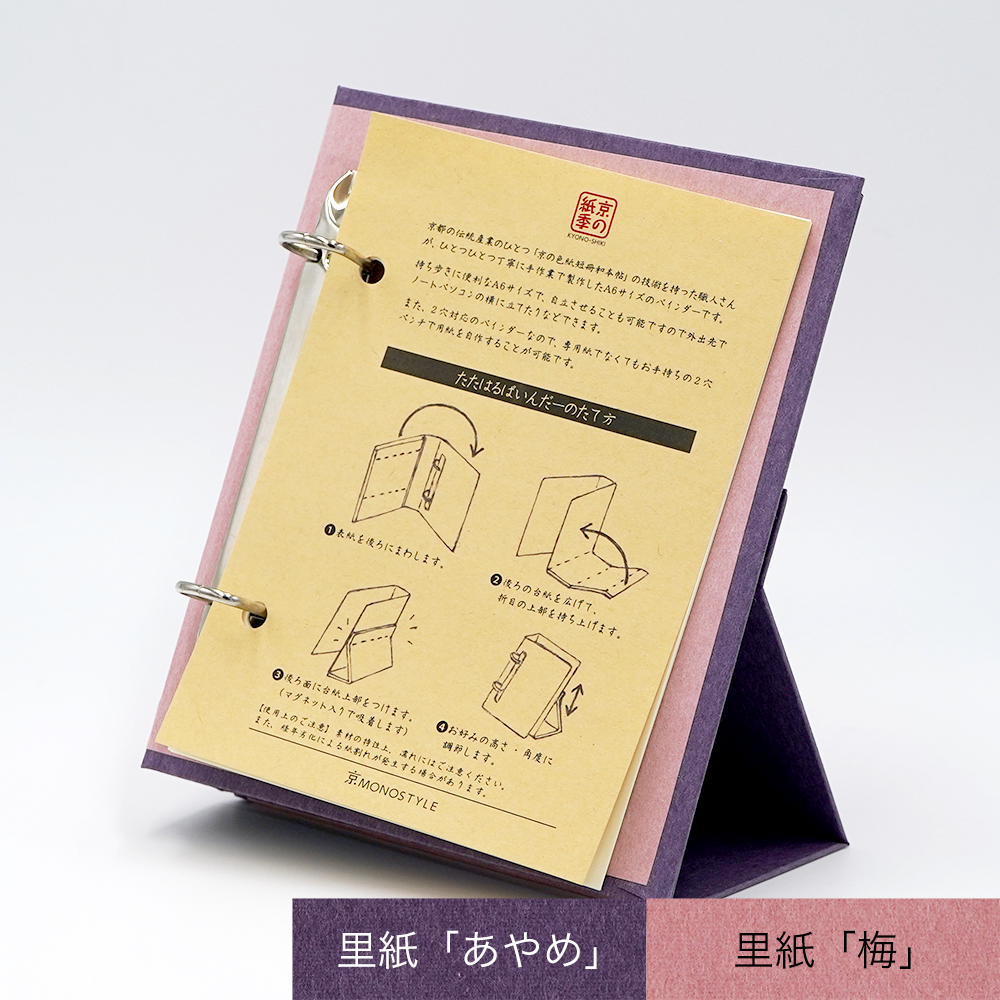 京の
紙季
KYONO-SHIKI
京都の伝統産業のひとつ「京の色紙短冊和本帖」の技術を持った職人さん
が、ひとつひとつ丁寧に手作業で製作したA6サイズのバインダーです。
持ち歩きに便利なA6サイズで、自立させることも可能ですので外出先で
ノートパソコンの横に立てたりなどできます。
また、2穴対応のバインダーなので、専用紙でなくてもお手持ちの2穴
パンチで用紙を自作することが可能です。
たたはるばいんだーのたて方
❶表紙を後ろにまわします。
❷後ろの台紙を広げて、
折目の上部を持ち上げます。
❸後ろ面に台紙上部をつけます。
(マグネット入りで吸着します)
❹お好みの高さ・角度に
調節します。
【使用上のご注意】素材の特性上、濡れにはご注意ください。
また、経年劣化による紙割れが発生する場合があります。
京MONOSTYLE
里紙「あやめ」
里紙「梅」